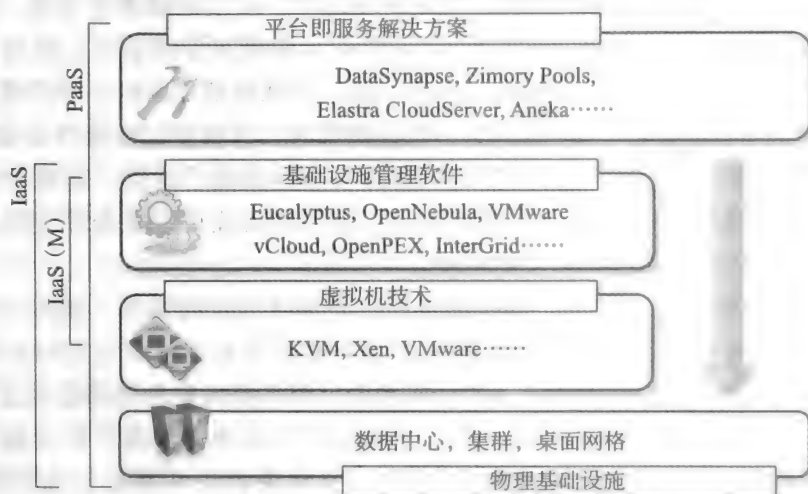 平台即服务解决方案
DataSynapse, Zimory Pools,
Elastra CloudServer, Aneka……
PaaS
基础设施管理软件
Eucalyptus, OpenNebula, VMware
vCloud, OpenPEX, InterGrid……
IaaS
IaaS（M）
虚拟机技术
KVM, Xen, VMware……
数据中心，集群，桌面网格
物理基础设施